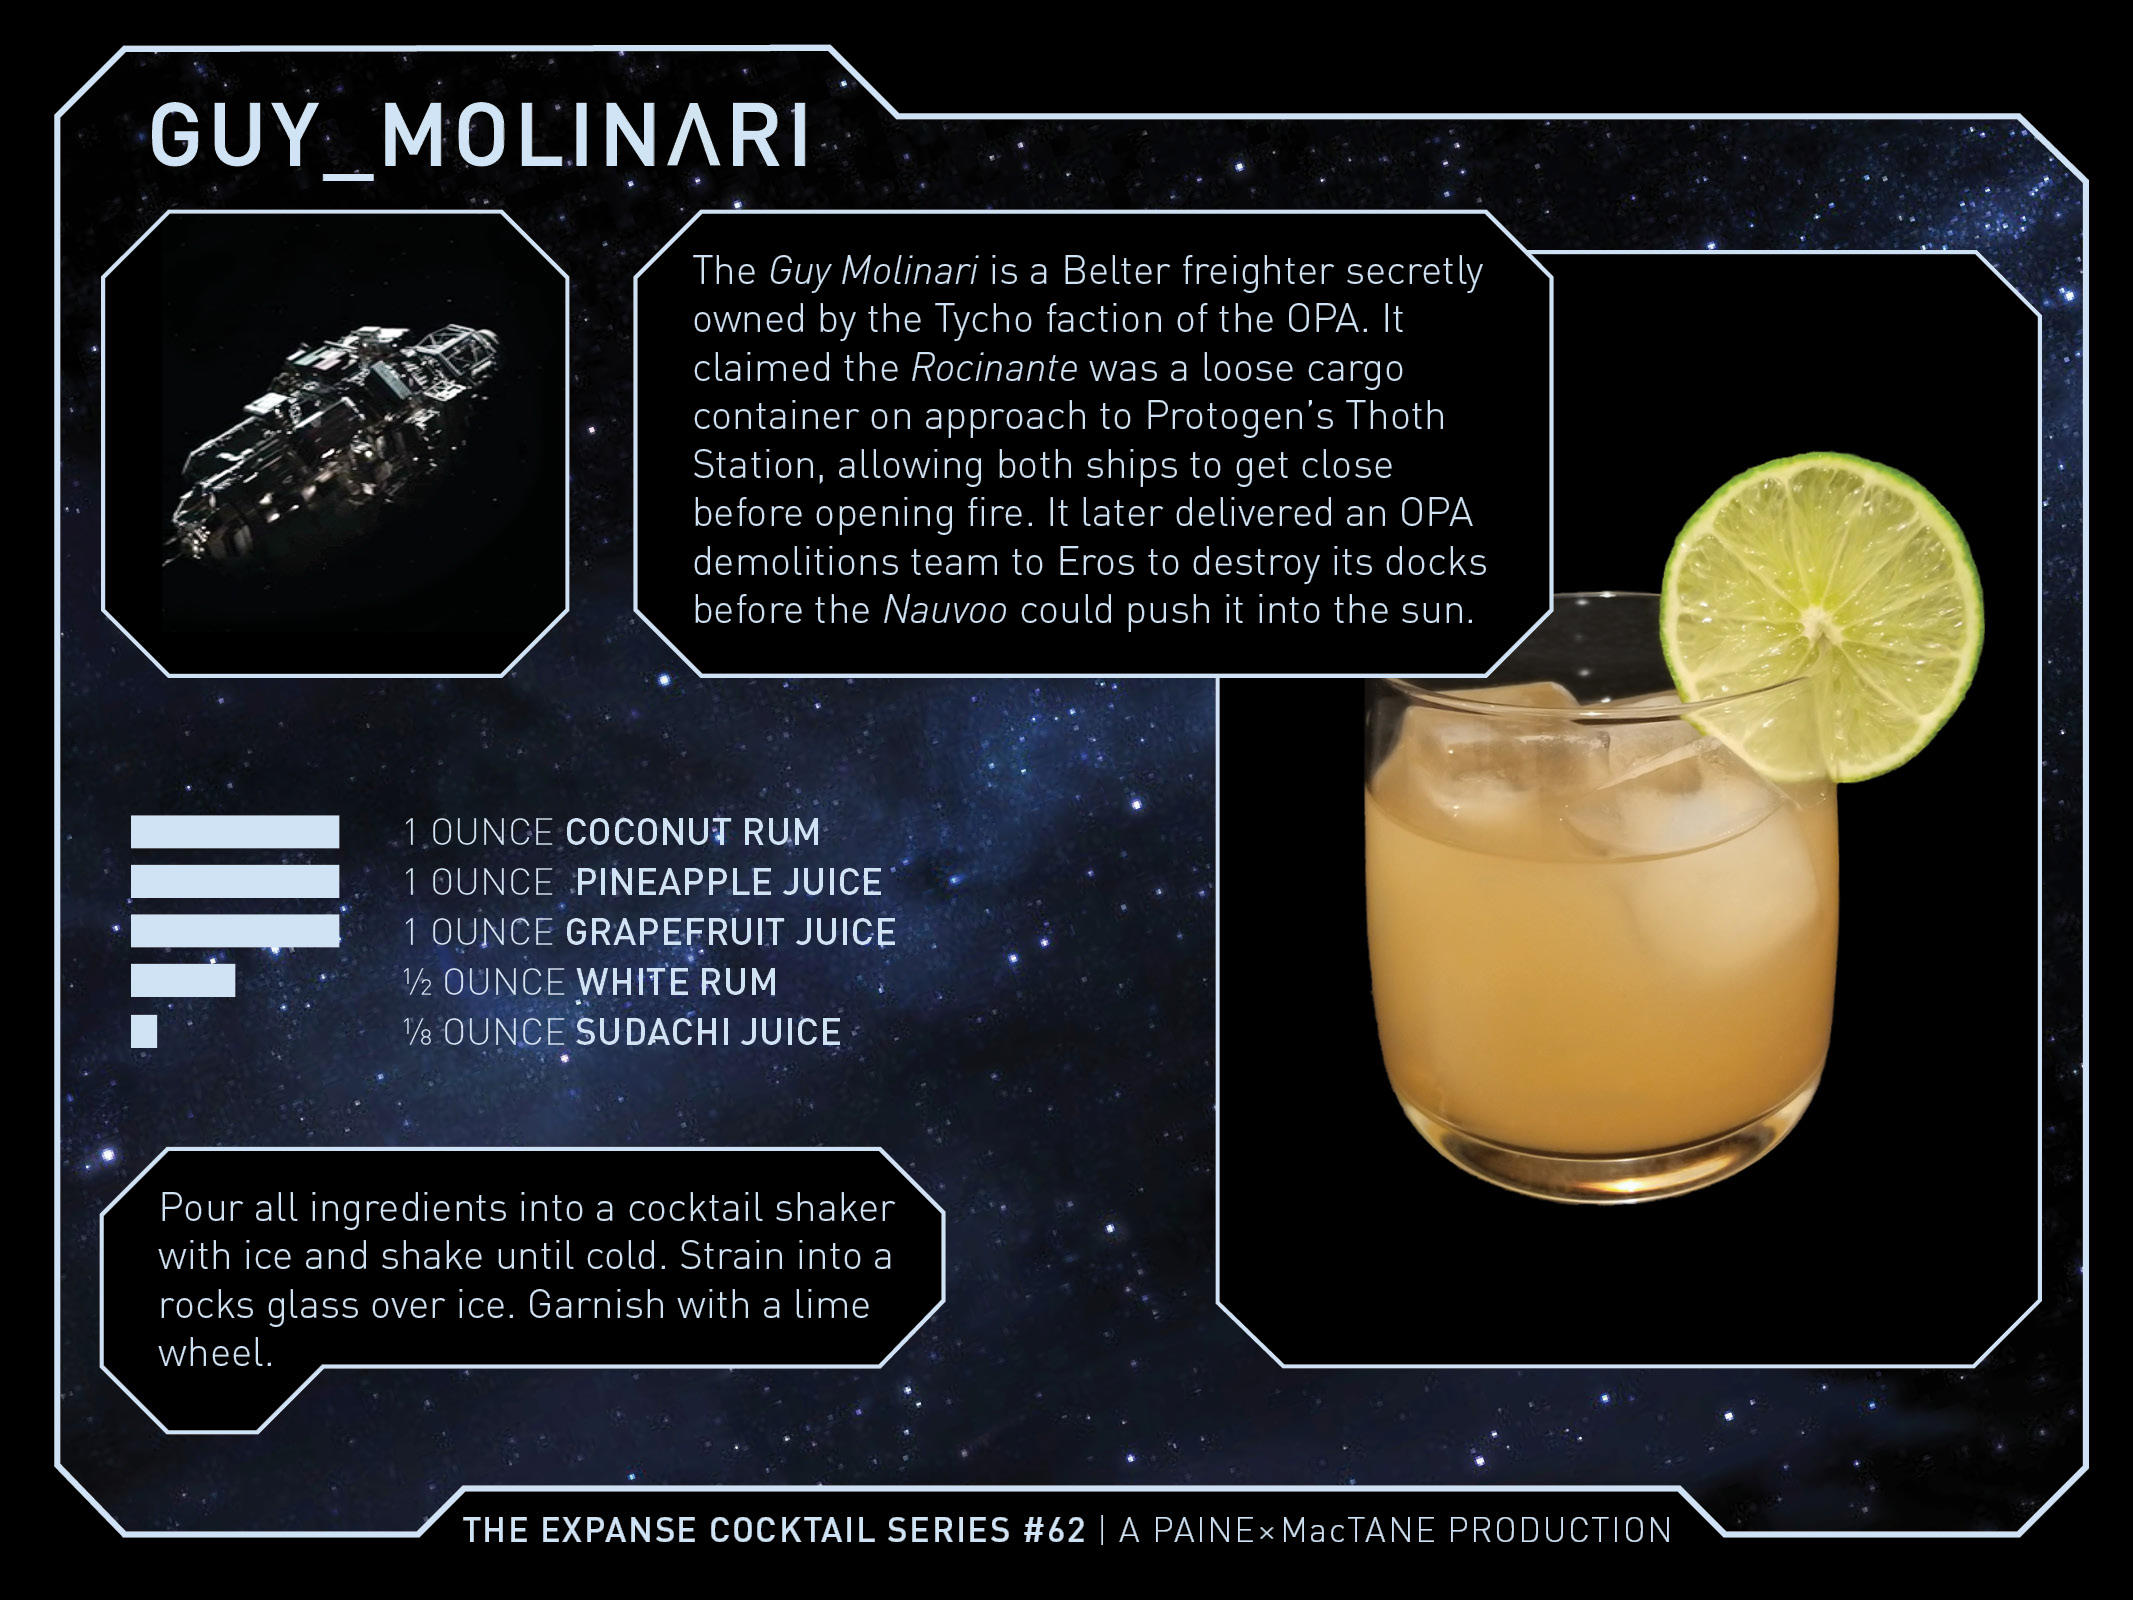 GUY_MOLINARI
The Guy Molinari is a Belter freighter secretly
owned by the Tycho faction of the OPA. It
claimed the Rocinante was a loose cargo
container on approach to Protogen’s Thoth
Station, allowing both ships to get close
before opening fire. It later delivered an OPA
demolitions team to Eros to destroy its docks
before the Nauvoo could push it into the sun.
1 OUNCE COCONUT RUM
1 OUNCE PINEAPPLE JUICE
1 OUNCE GRAPEFRUIT JUICE
½ OUNCE WHITE RUM
⅛ OUNCE SUDACHI JUICE
Pour all ingredients into a cocktail shaker
with ice and shake until cold. Strain into a
rocks glass over ice. Garnish with a lime
wheel.
THE EXPANSE COCKTAIL SERIES #62 | A PAINE×MacTANE PRODUCTION